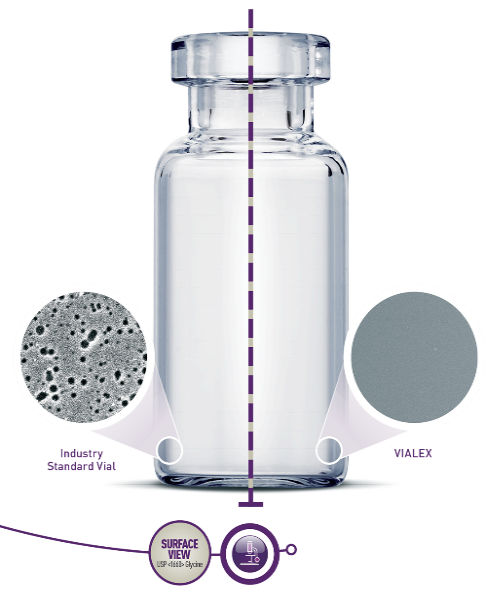 Industry
Standard Vial
VIALEX
SURFACE
VIEW
USP <1660> Glycine